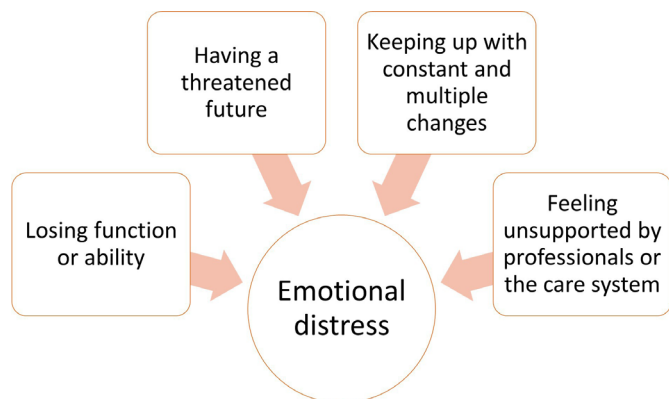 Having a
threatened
future
Keeping up with
constant and
multiple
changes
Losing function
or ability
Feeling
unsupported by
professionals or
the care system
Emotional
distress